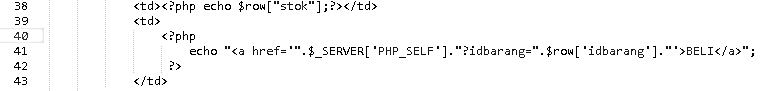 38 <td><?php echo $row["stok"];?></td>
39 <td>
40 <?php
41 echo "<a href='".$_SERVER['PHP_SELF']."?idbarang=".$row['idbarang']."'>BELI</a>";
42 ?>
43 </td>